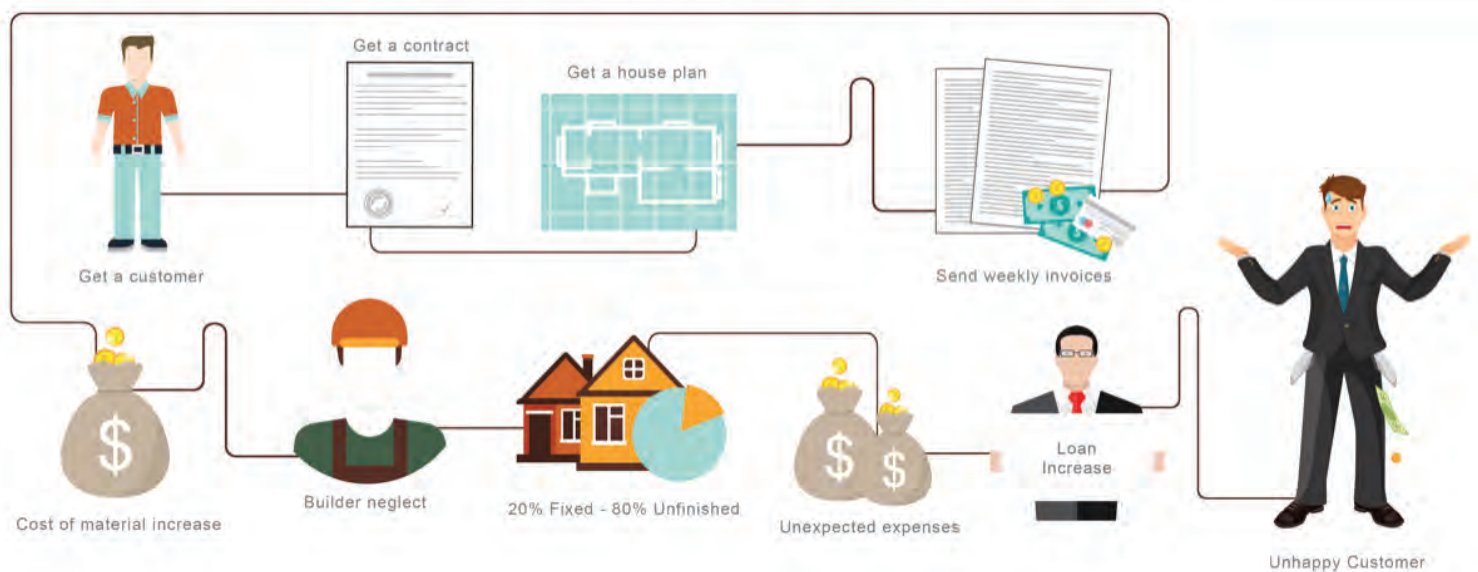 Get a customer
Get a contract
Get a house plan
Send weekly invoices
Cost of material increase
$
Builder neglect
20% Fixed - 80% Unfinished
Unexpected expenses
$
$
Loan
Increase
Unhappy Customer